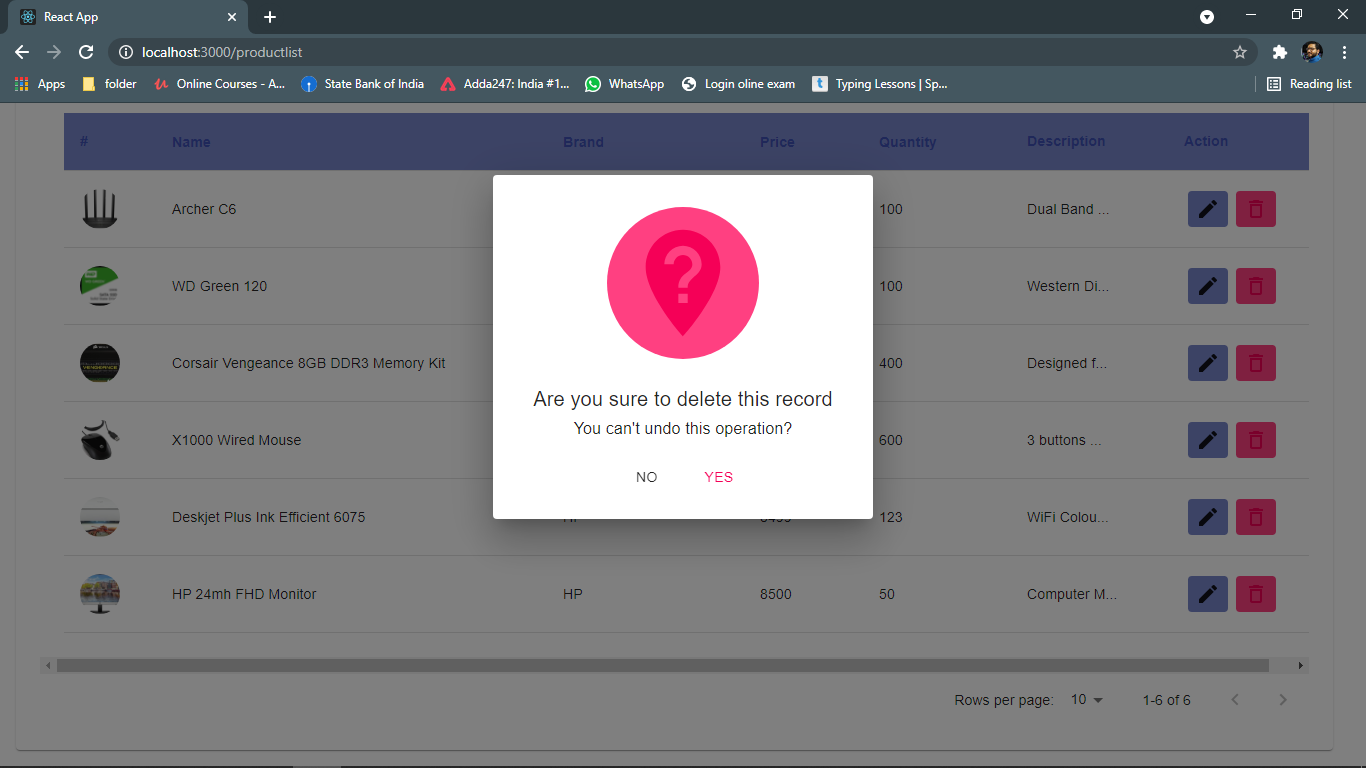 React App
localhost:3000/productlist
Apps folder Online Courses - A... State Bank of India Adda247: India #1... WhatsApp Login oline exam Typing Lessons | Sp... Reading list
# Name Brand Price Quantity Description Action
Archer C6 100 Dual Band ...
WD Green 120 100 Western Di...
Corsair Vengeance 8GB DDR3 Memory Kit 400 Designed f...
X1000 Wired Mouse 600 3 buttons ...
Deskjet Plus Ink Efficient 6075 123 WiFi Colou...
HP 24mh FHD Monitor HP 8500 50 Computer M...
?
Are you sure to delete this record
You can't undo this operation?
NO YES
Rows per page: 10 1-6 of 6